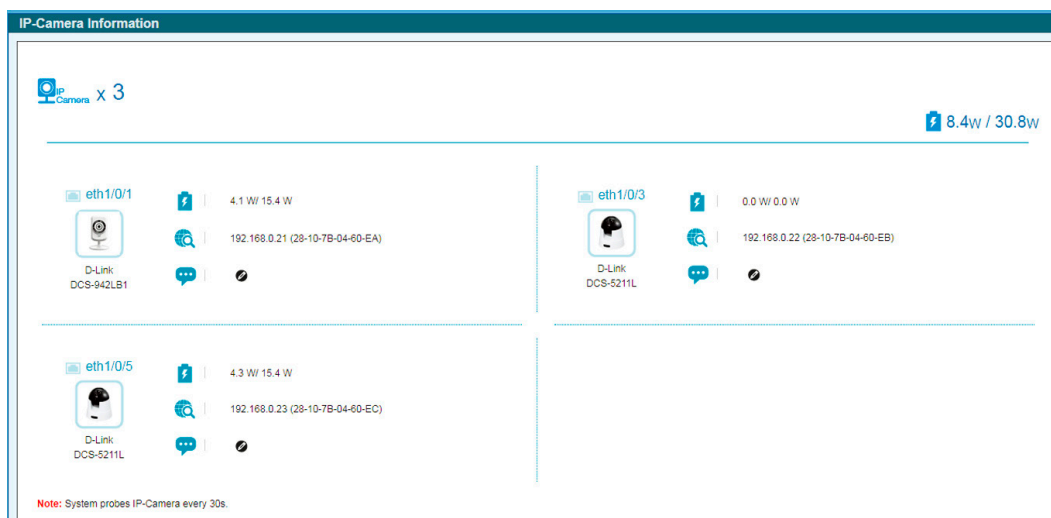 IP-Camera Information
IP Camera x 3
8.4W / 30.8W
eth1/0/1
4.1 W/ 15.4 W
192.168.0.21 (28-10-7B-04-60-EA)
D-Link
DCS-942LB1
eth1/0/3
0.0 W/ 0.0 W
192.168.0.22 (28-10-7B-04-60-EB)
D-Link
DCS-5211L
eth1/0/5
4.3 W/ 15.4 W
192.168.0.23 (28-10-7B-04-60-EC)
D-Link
DCS-5211L
Note: System probes IP-Camera every 30s.